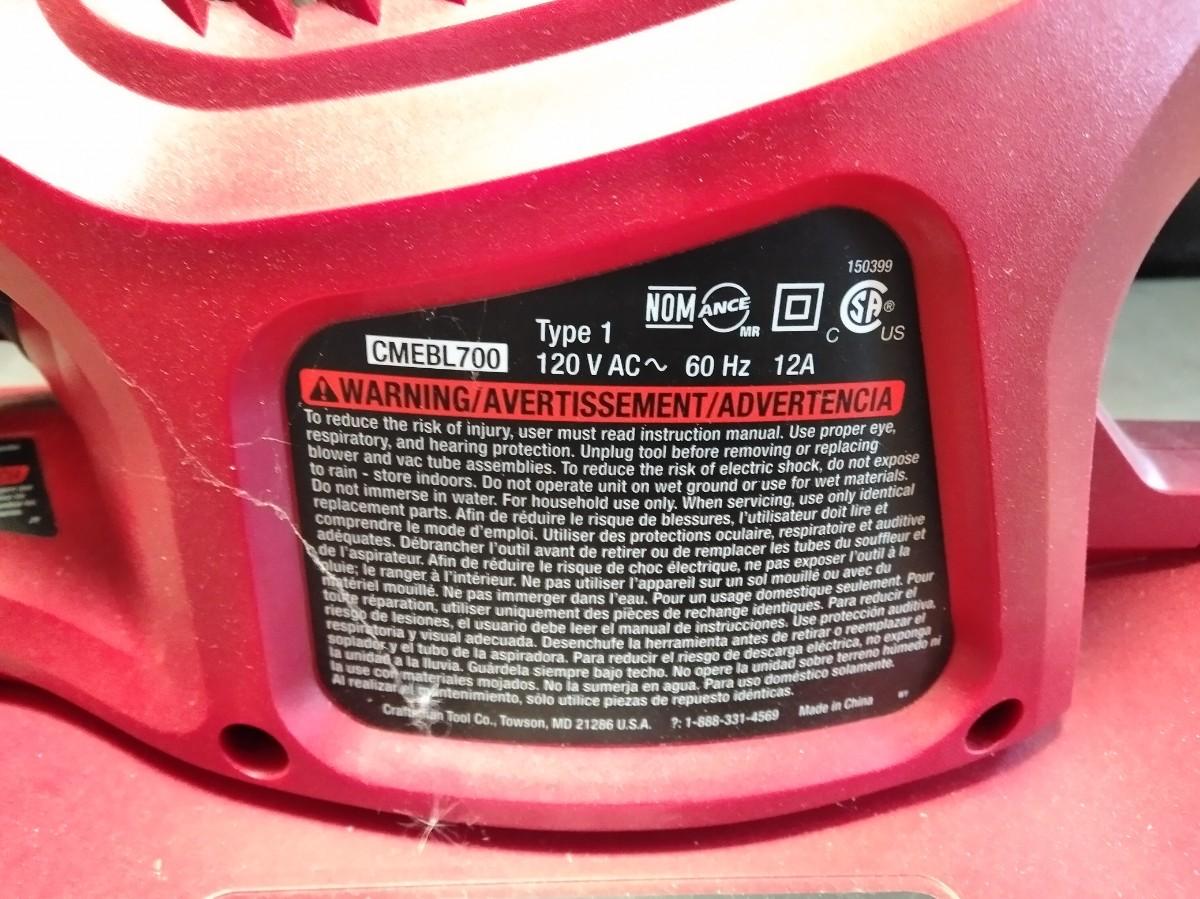 150399
NOM ANCE MR
C SA® US
Type 1
CMEBL700
120 V AC~ 60 Hz 12A
WARNING/AVERTISSEMENT/ADVERTENCIA
To reduce the risk of injury, user must read instruction manual. Use proper eye,
respiratory, and hearing protection. Unplug tool before removing or replacing
blower and vac tube assemblies. To reduce the risk of electric shock, do not expose
to rain - store indoors. Do not operate unit on wet ground or use for wet materials.
Do not immerse in water. For household use only. When servicing, use only identical
replacement parts. Afin de réduire le risque de blessures, l'utilisateur doit lire et
comprendre le mode d'emploi. Utiliser des protections oculaire, respiratoire et auditive
adéquates. Débrancher l'outil avant de retirer ou de remplacer les tubes du souffleur et
de l'aspirateur. Afin de réduire le risque de choc électrique, ne pas exposer l'outil à la
pluie; le ranger à l'intérieur. Ne pas utiliser l'appareil sur un sol mouillé ou avec du
matériel mouillé. Ne pas immerger dans l'eau. Pour un usage domestique seulement. Pour
toute réparation, utiliser uniquement des pièces de rechange identiques. Para reducir el
riesgo de lesiones, el usuario debe leer el manual de instrucciones. Use protección auditiva,
respiratoria y visual adecuada. Desenchufe la herramienta antes de retirar o reemplazar el
soplador y el tubo de la aspiradora. Para reducir el riesgo de descarga eléctrica, no exponga
la unidad a la lluvia. Guárdela siempre bajo techo. No opere la unidad sobre terreno húmedo ni
la use con materiales mojados. No la sumerja en agua. Para uso doméstico solamente.
Al realizar el mantenimiento, sólo utilice piezas de repuesto idénticas.
Craftsman Tool Co., Towson, MD 21286 U.S.A. ?: 1-888-331-4569 Made in China